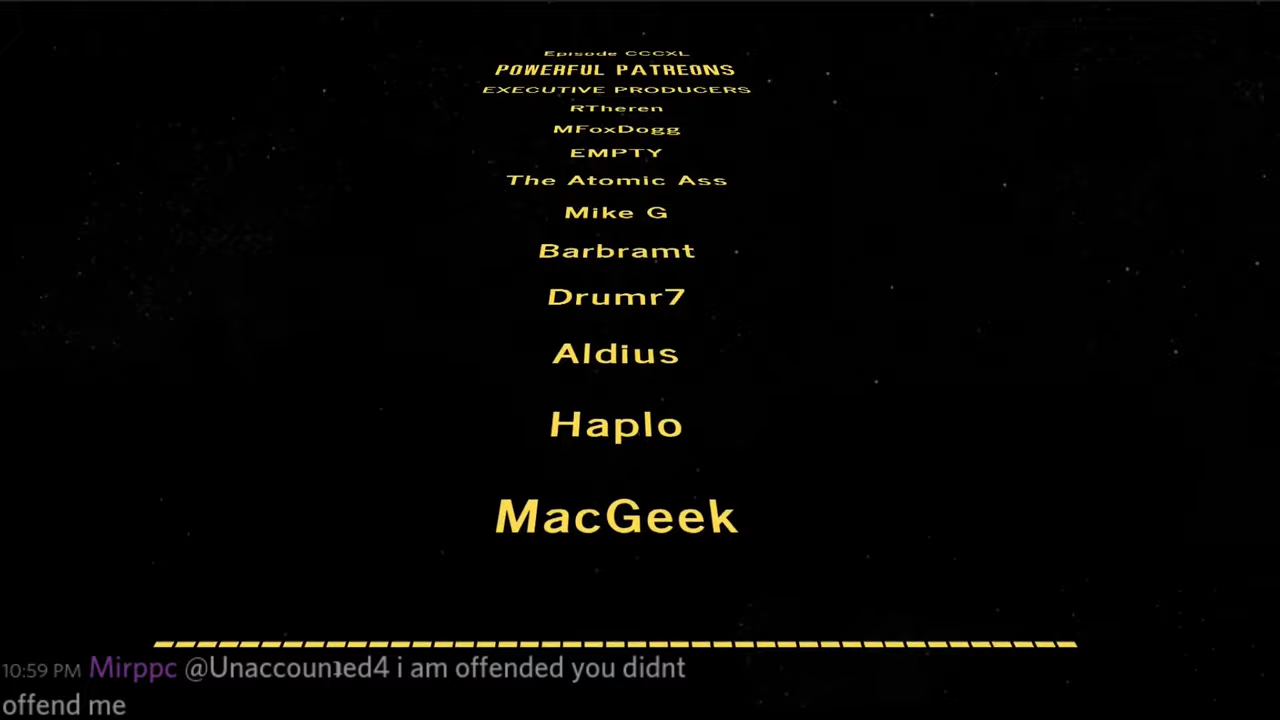 Episode CCCXL
POWERFUL PATREONS
EXECUTIVE PRODUCERS
RTheren
MFoxDogg
EMPTY
The Atomic Ass
Mike G
Barbramt
Drumr7
Aldius
Haplo
MacGeek
10:59 PM Mirppc @Unaccounted4 i am offended you didnt
offend me